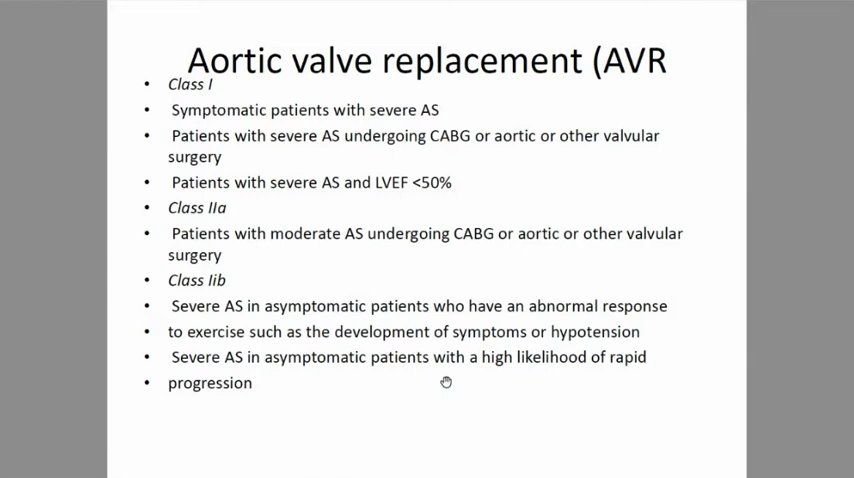 Aortic valve replacement (AVR
• Class I
• Symptomatic patients with severe AS
• Patients with severe AS undergoing CABG or aortic or other valvular
surgery
• Patients with severe AS and LVEF <50%
• Class IIa
• Patients with moderate AS undergoing CABG or aortic or other valvular
surgery
• Class Iib
• Severe AS in asymptomatic patients who have an abnormal response
• to exercise such as the development of symptoms or hypotension
• Severe AS in asymptomatic patients with a high likelihood of rapid
• progression